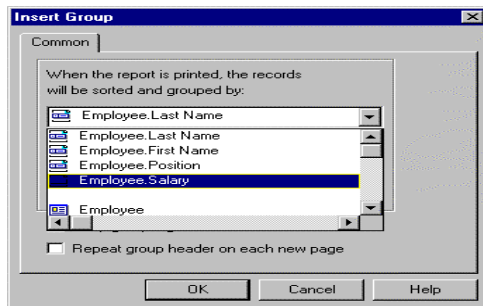 Insert Group
Common
When the report is printed, the records
will be sorted and grouped by:
Employee.Last Name
Employee.Last Name
Employee.First Name
Employee.Position
Employee.Salary
Employee
Repeat group header on each new page
OK
Cancel
Help